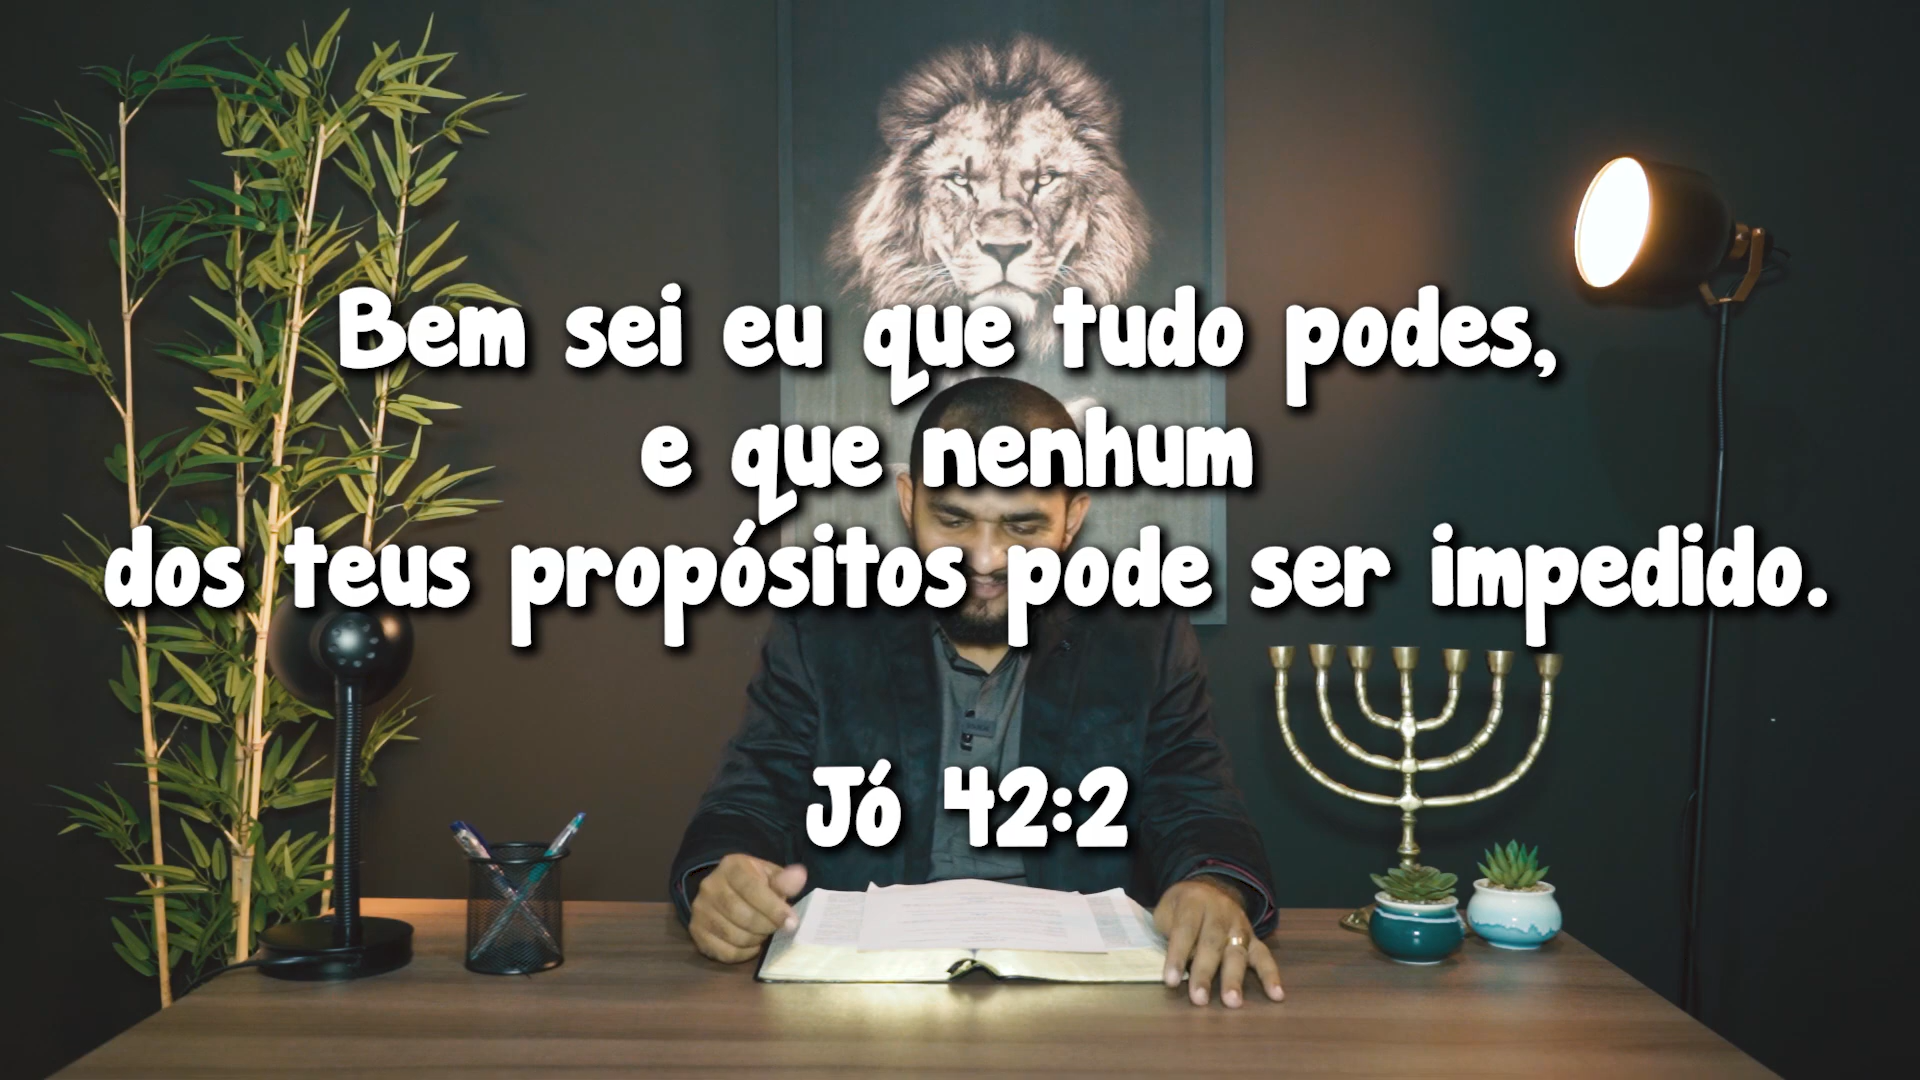 Bem sei eu que tudo podes,
e que nenhum
dos teus propósitos pode ser impedido.
Jó 42:2